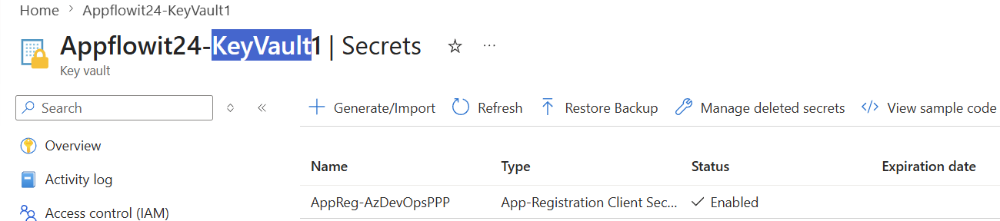 Home > Appflowit24-KeyVault1
Appflowit24-KeyVault1 | Secrets ☆ ...
Key vault
Search
Generate/Import Refresh Restore Backup Manage deleted secrets View sample code
Overview
Name Type Status Expiration date
Activity log
AppReg-AzDevOpsPPP App-Registration Client Sec... Enabled
Access control (IAM)